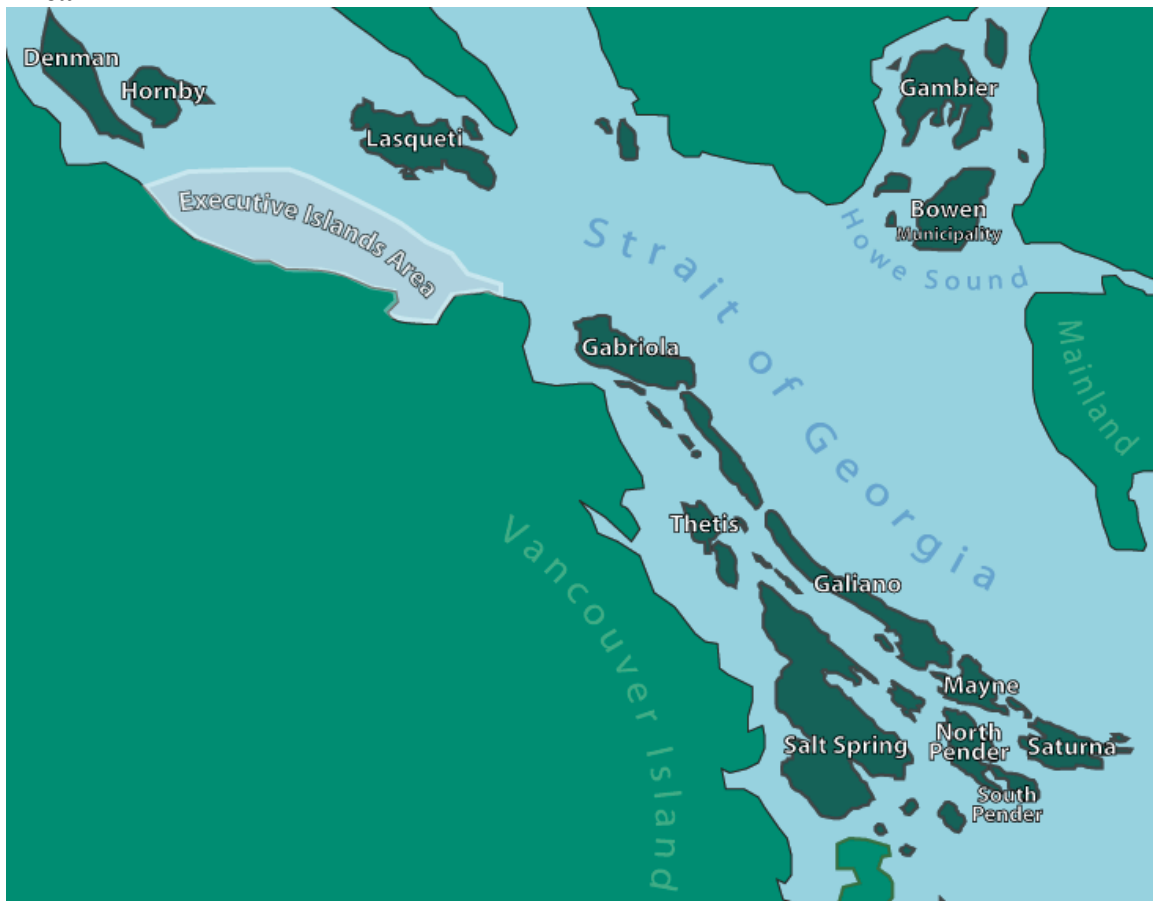 Denman
Hornby
Gambier
Lasqueti
Executive Islands Area
Bowen
Municipality
Howe Sound
Strait of Georgia
Mainland
Gabriola
Thetis
Vancouver Island
Galiano
Mayne
Salt Spring
North
Pender
Saturna
South
Pender